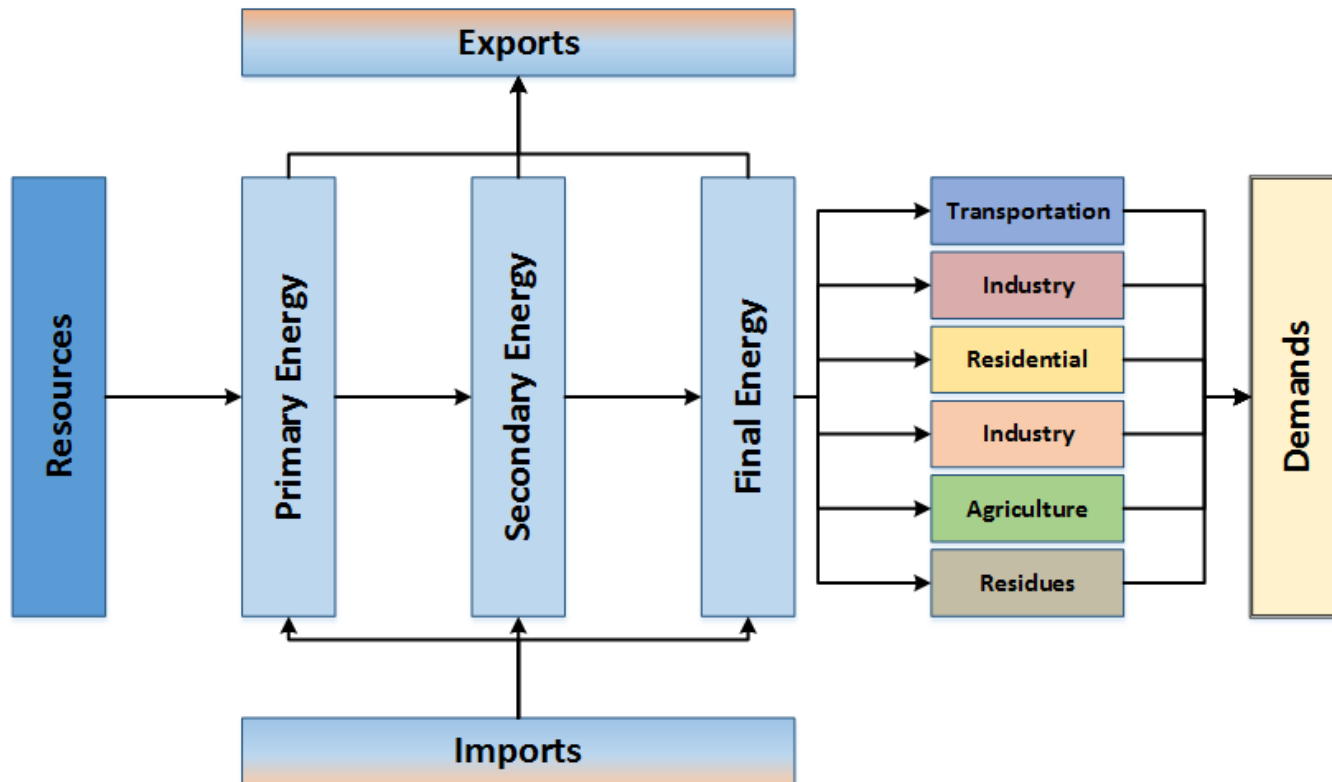 Exports
Resources
Primary Energy
Secondary Energy
Final Energy
Transportation
Industry
Residential
Industry
Agriculture
Residues
Demands
Imports